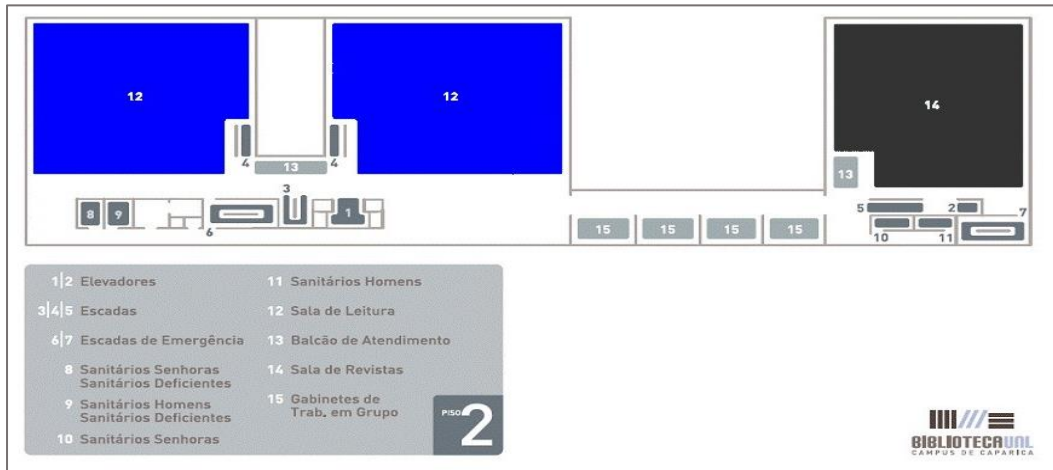 12
12
14
4
13
4
13
3
8
9
6
1
15
15
15
15
5
2
7
10
11
1|2 Elevadores
3|4|5 Escadas
6|7 Escadas de Emergência
8 Sanitários Senhoras
Sanitários Deficientes
9 Sanitários Homens
Sanitários Deficientes
10 Sanitários Senhoras
11 Sanitários Homens
12 Sala de Leitura
13 Balcão de Atendimento
14 Sala de Revistas
15 Gabinetes de
Trab. em Grupo
PISO 2
BIBLIOTECAUNL
CAMPUS DE CAPARICA